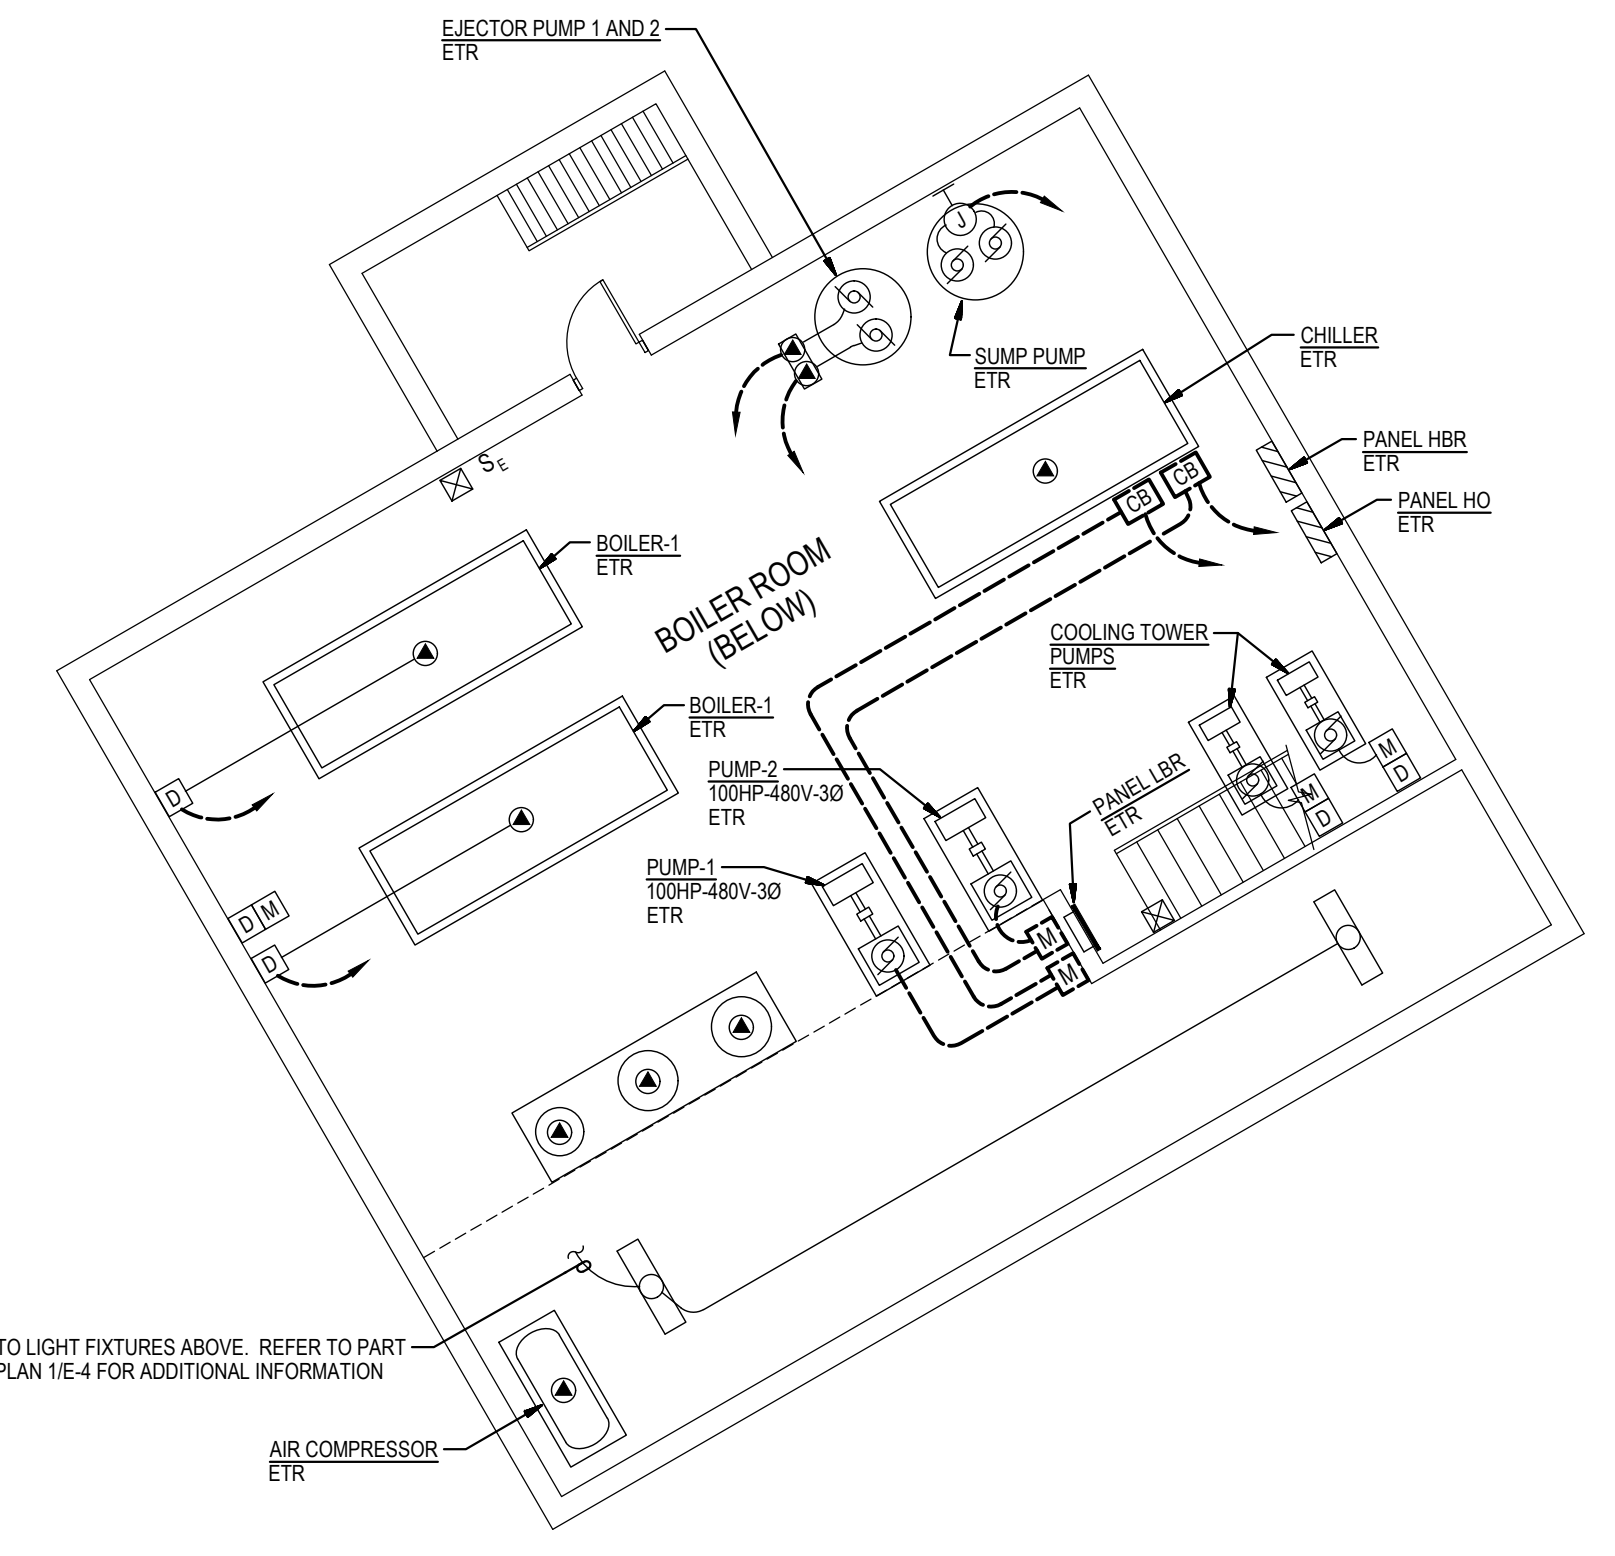 EJECTOR PUMP 1 AND 2
ETR
J
SUMP PUMP
ETR
CHILLER
ETR
PANEL HBR
ETR
PANEL HO
ETR
SE
CB
CB
BOILER-1
ETR
BOILER ROOM
(BELOW)
COOLING TOWER
PUMPS
ETR
BOILER-1
ETR
PUMP-2
100HP-480V-3Ø
ETR
PANEL LBR
ETR
M
D
M
D
D
PUMP-1
100HP-480V-3Ø
ETR
D M
D
M
M
TO LIGHT FIXTURES ABOVE. REFER TO PART
PLAN 1/E-4 FOR ADDITIONAL INFORMATION
AIR COMPRESSOR
ETR